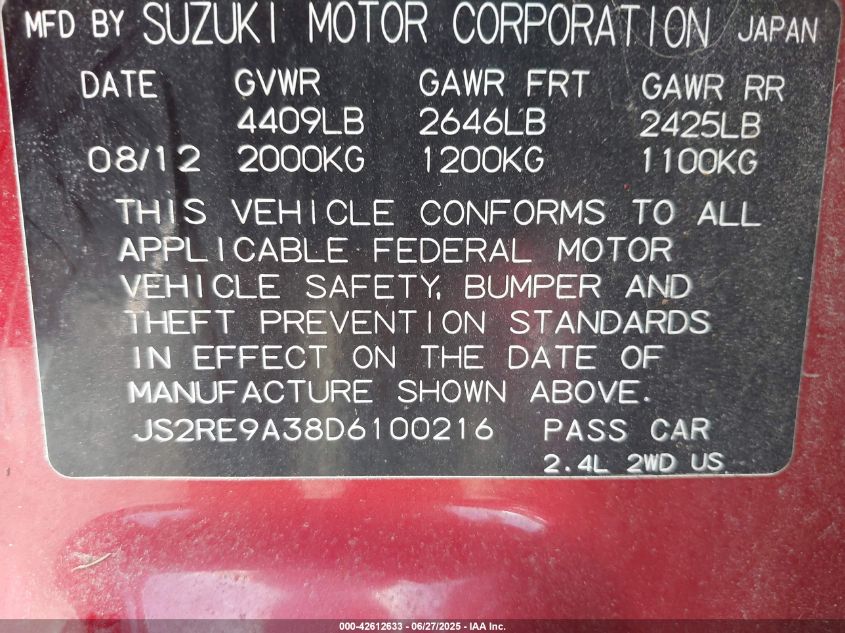 MFD BY SUZUKI MOTOR CORPORATION JAPAN
DATE GVWR GAWR FRT GAWR RR
4409LB 2646LB 2425LB
08/12 2000KG 1200KG 1100KG
THIS VEHICLE CONFORMS TO ALL
APPLICABLE FEDERAL MOTOR
VEHICLE SAFETY, BUMPER AND
THEFT PREVENTION STANDARDS
IN EFFECT ON THE DATE OF
MANUFACTURE SHOWN ABOVE.
JS2RE9A38D6100216 PASS CAR
2.4L 2WD US
000-42612633 - 06/27/2025 - IAA Inc.